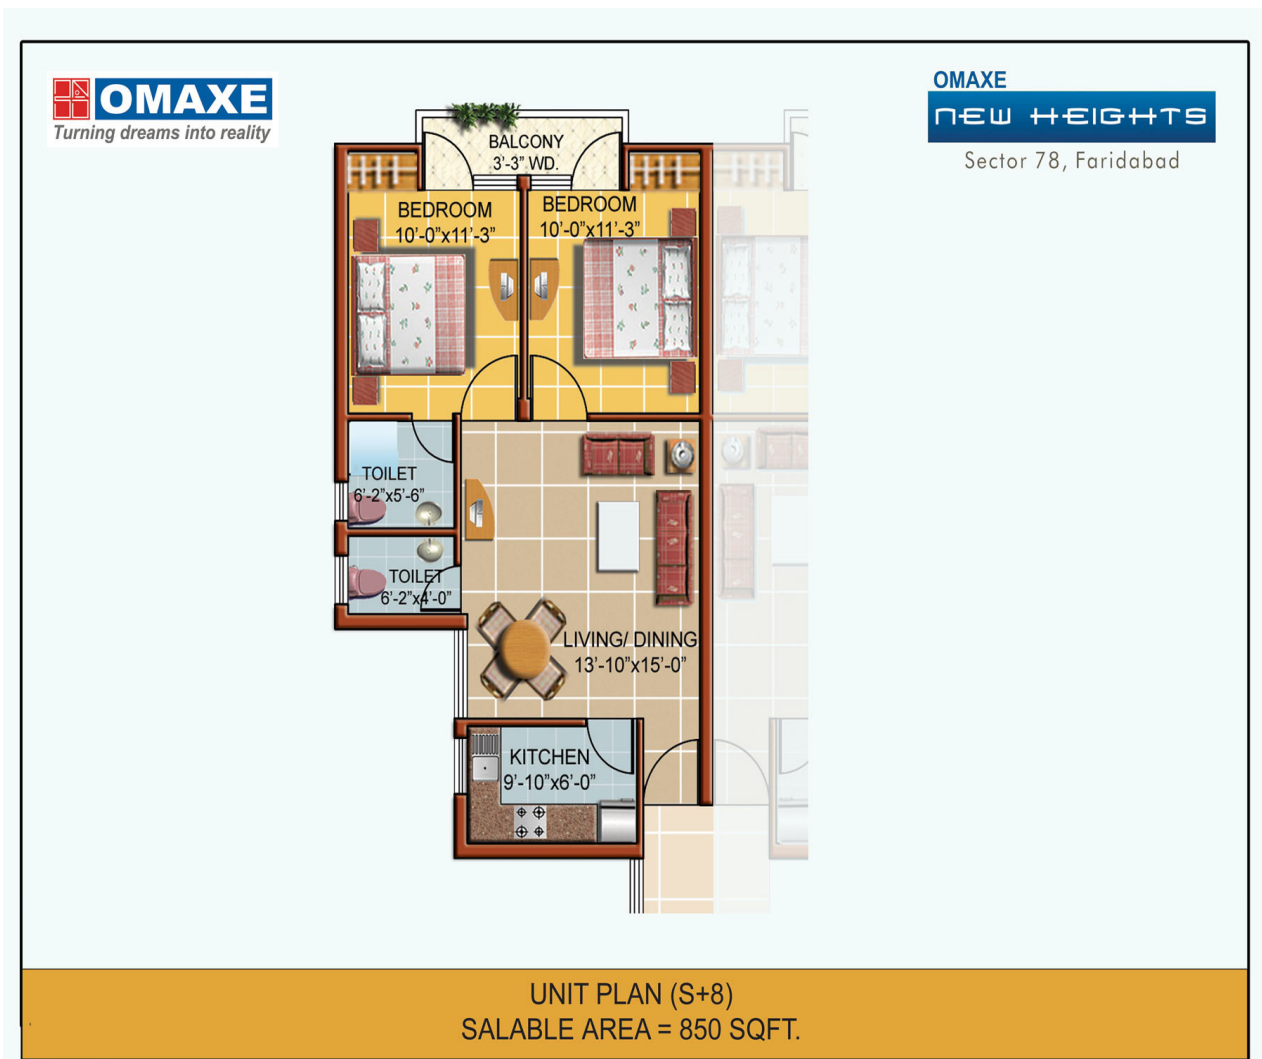 OMAXE
Turning dreams into reality
OMAXE
NEW HEIGHTS
Sector 78, Faridabad
BALCONY
3'-3” WD.
BEDROOM
10'-0”x11'-3”
BEDROOM
10'-0”x11'-3”
TOILET
6'-2”x5'-6”
TOILET
6'-2”x4'-0”
LIVING/ DINING
13'-10”x15'-0”
KITCHEN
9'-10”x6'-0”
UNIT PLAN (S+8)
SALABLE AREA = 850 SQFT.